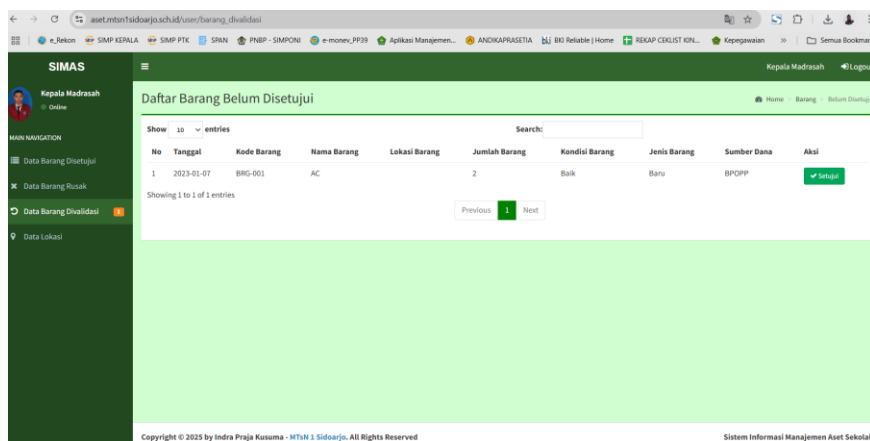 aset.mtsn1sidoarjo.sch.id/user/barang_divalidasi
e_Rekon SIMP KEPALA SIMP PTK SPAN PNBP - SIMPONI e-monev_PP39 Aplikasi Manajemen... ANDIKAPRASETIA BKI Reliable | Home REKAP CEKLIST KIN... Kepegawaian » Semua Bookmar
SIMAS
Kepala Madrasah Logou
Kepala Madrasah
Online
Daftar Barang Belum Disetujui
Home Barang Belum Disetuju
MAIN NAVIGATION
Data Barang Disetujui
Data Barang Rusak
Data Barang Divalidasi 1
Data Lokasi
Show 10 entries Search:
No Tanggal Kode Barang Nama Barang Lokasi Barang Jumlah Barang Kondisi Barang Jenis Barang Sumber Dana Aksi
1 2023-01-07 BRG-001 AC 2 Baik Baru BPOPP Setujui
Showing 1 to 1 of 1 entries
Previous 1 Next
Copyright © 2025 by Indra Praja Kusuma - MTsN 1 Sidoarjo. All Rights Reserved Sistem Informasi Manajemen Aset Sekolah